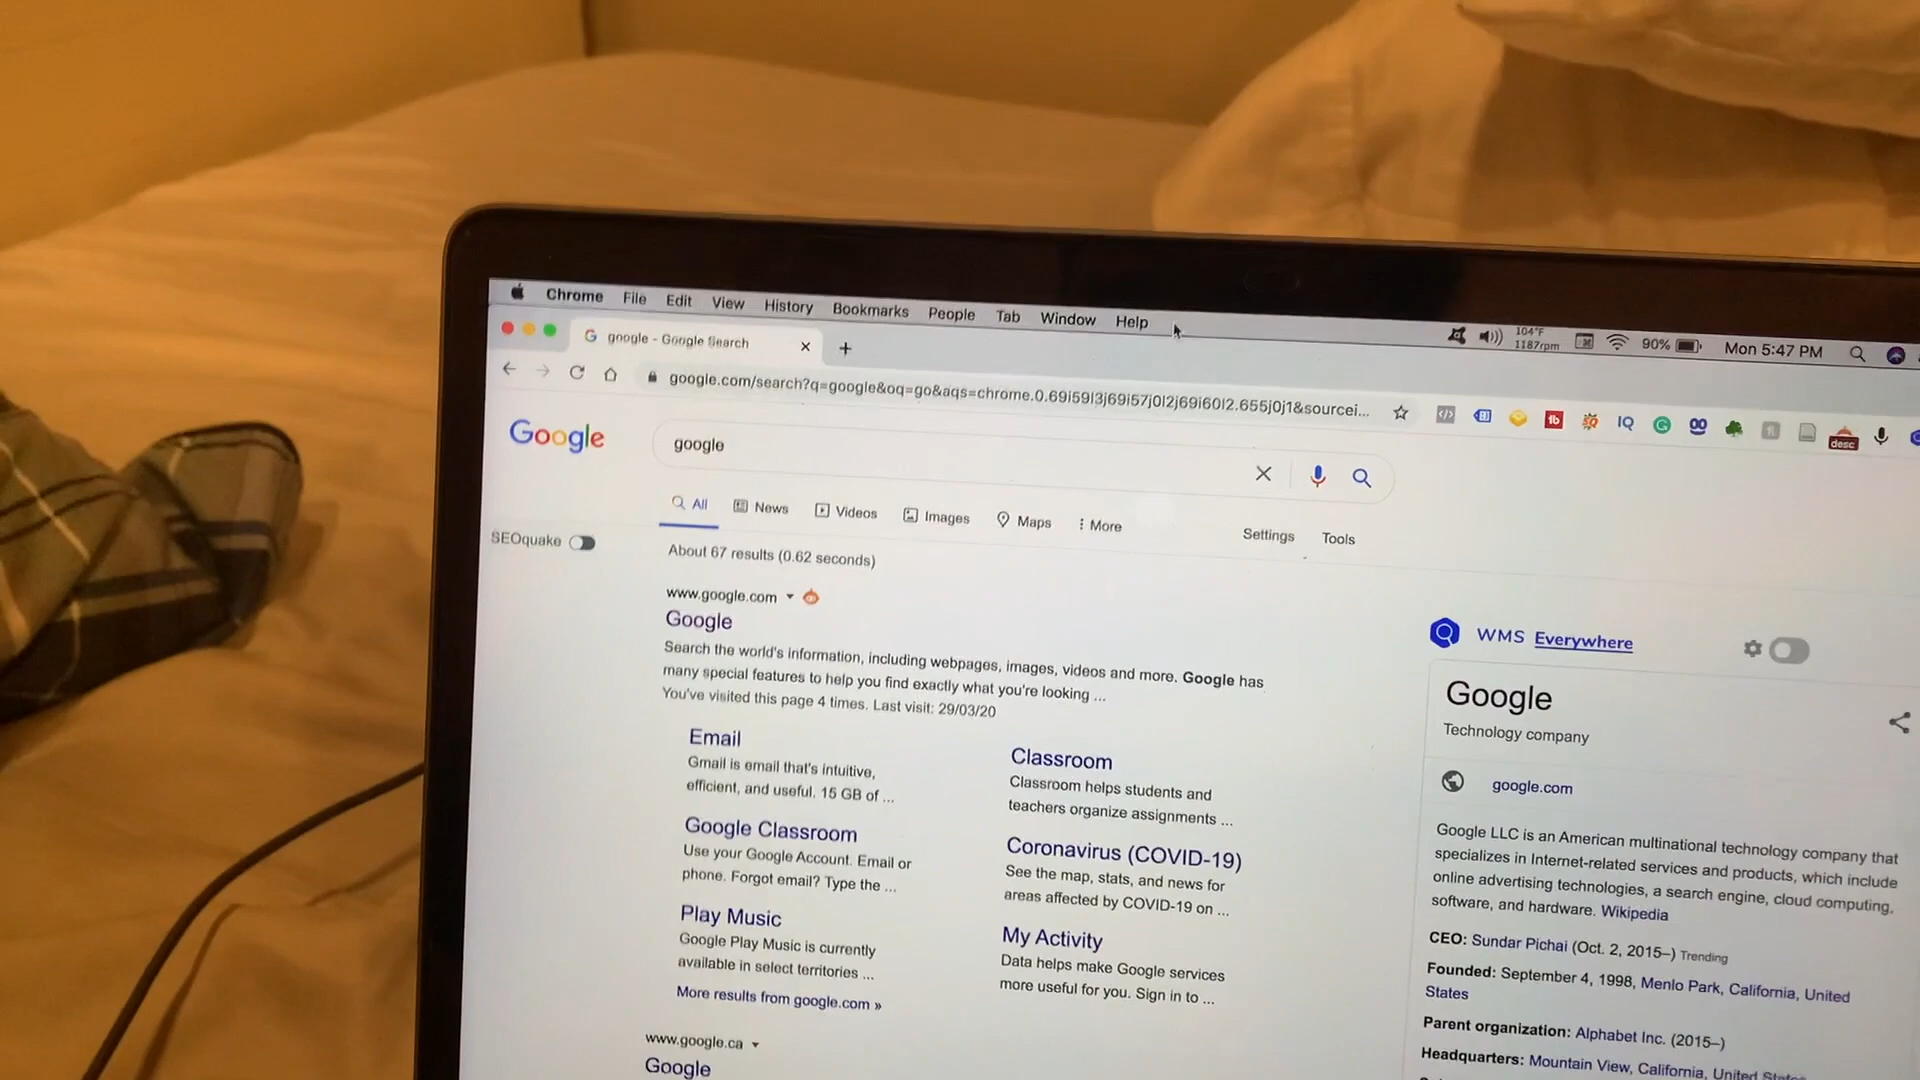 Chrome File Edit View History Bookmarks People Tab Window Help
104°F
1187rpm
90%
Mon 5:47 PM
google - Google Search
google.com/search?q=google&oq=go&aqs=chrome.0.69i59l3j69i57j0l2j69i60l2.655j0j1&sourcei...
IQ
desc
Google
google
All News Videos Images Maps More
Settings Tools
SEOquake
About 67 results (0.62 seconds)
www.google.com
Google
Search the world's information, including webpages, images, videos and more. Google has
many special features to help you find exactly what you're looking ...
You've visited this page 4 times. Last visit: 29/03/20
Email
Gmail is email that's intuitive,
efficient, and useful. 15 GB of ...
Google Classroom
Use your Google Account. Email or
phone. Forgot email? Type the ...
Play Music
Google Play Music is currently
available in select territories ...
More results from google.com »
Classroom
Classroom helps students and
teachers organize assignments ...
Coronavirus (COVID-19)
See the map, stats, and news for
areas affected by COVID-19 on ...
My Activity
Data helps make Google services
more useful for you. Sign in to ...
www.google.ca
Google
WMS Everywhere
Google
Technology company
google.com
Google LLC is an American multinational technology company that
specializes in Internet-related services and products, which include
online advertising technologies, a search engine, cloud computing,
software, and hardware. Wikipedia
CEO: Sundar Pichai (Oct. 2, 2015–) Trending
Founded: September 4, 1998, Menlo Park, California, United
States
Parent organization: Alphabet Inc. (2015–)
Headquarters: Mountain View, California, United States